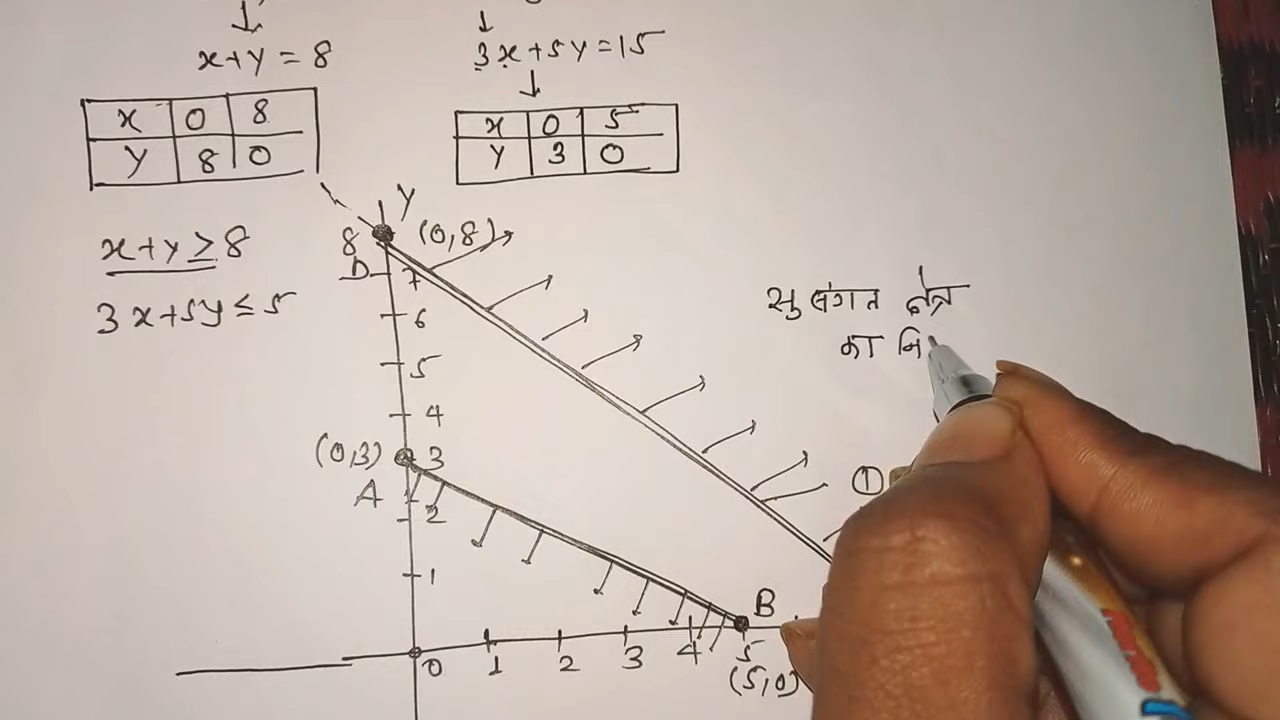 x+y = 8
3x+5y=15
x 0 8
y 8 0
x 0 5
y 3 0
x+y ≥ 8
3x+5y ≤ 5
Y
8 (0,8)
D 7
6
5
4
(0,3) 3
A 2
1
0 1 2 3 4 5
B
(5,0)
सुसंगत क्षेत्र
का नि
①